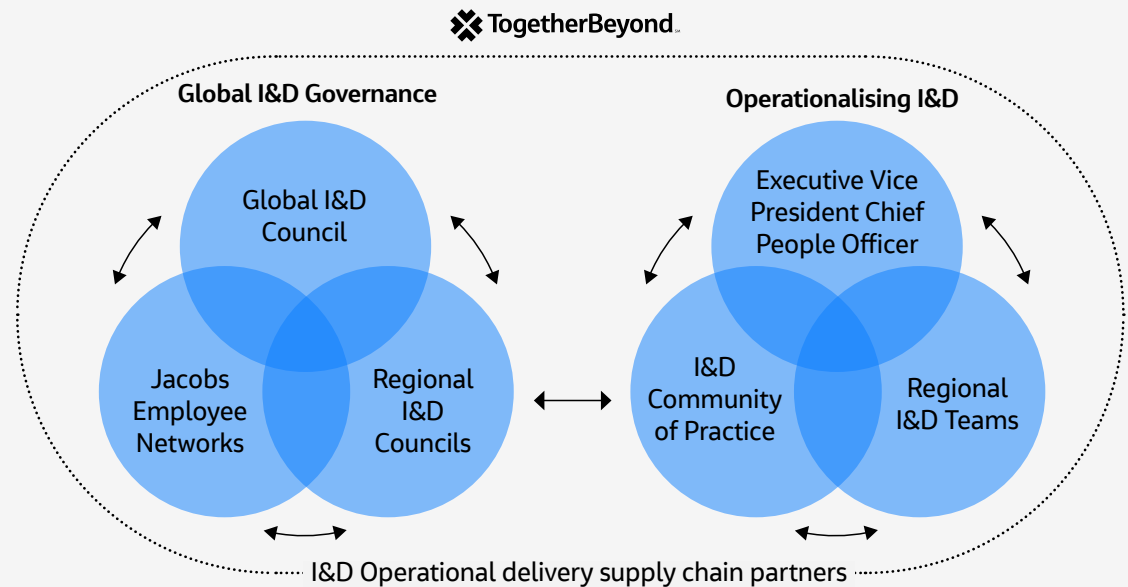 TogetherBeyond℠
Global I&D Governance
Global I&D
Council
Jacobs
Employee
Networks
Regional
I&D
Councils
Operationalising I&D
Executive Vice
President Chief
People Officer
I&D
Community
of Practice
Regional
I&D Teams
I&D Operational delivery supply chain partners